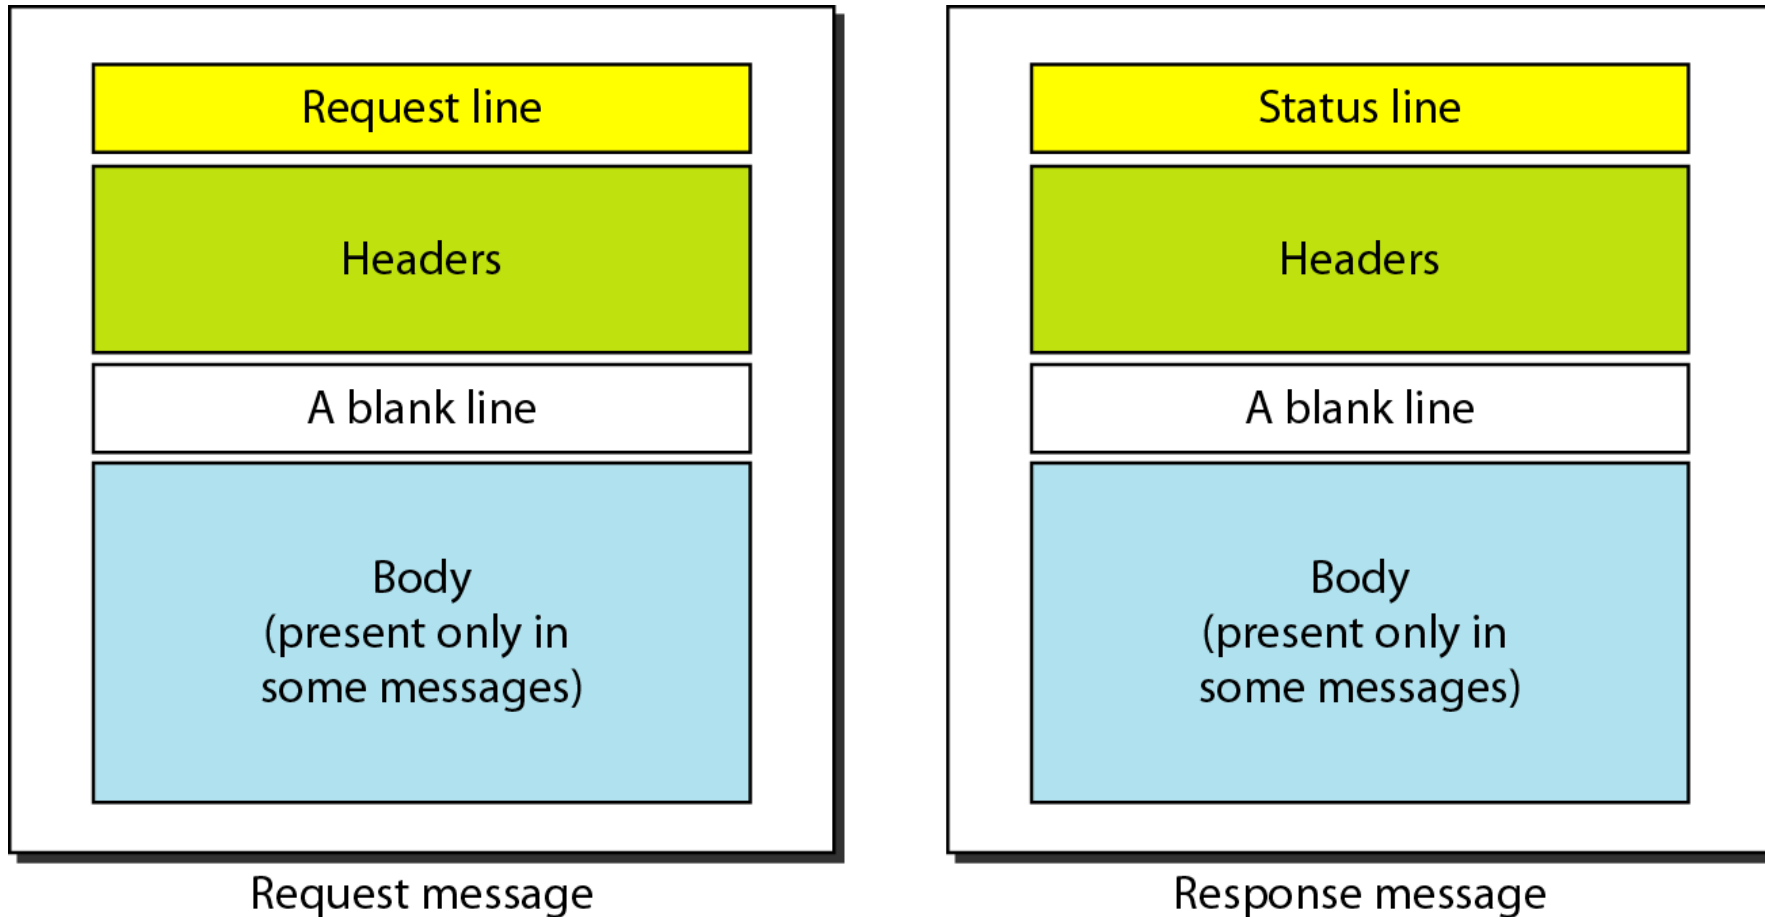 Request line
Headers
A blank line
Body
(present only in
some messages)
Request message
Status line
Headers
A blank line
Body
(present only in
some messages)
Response message